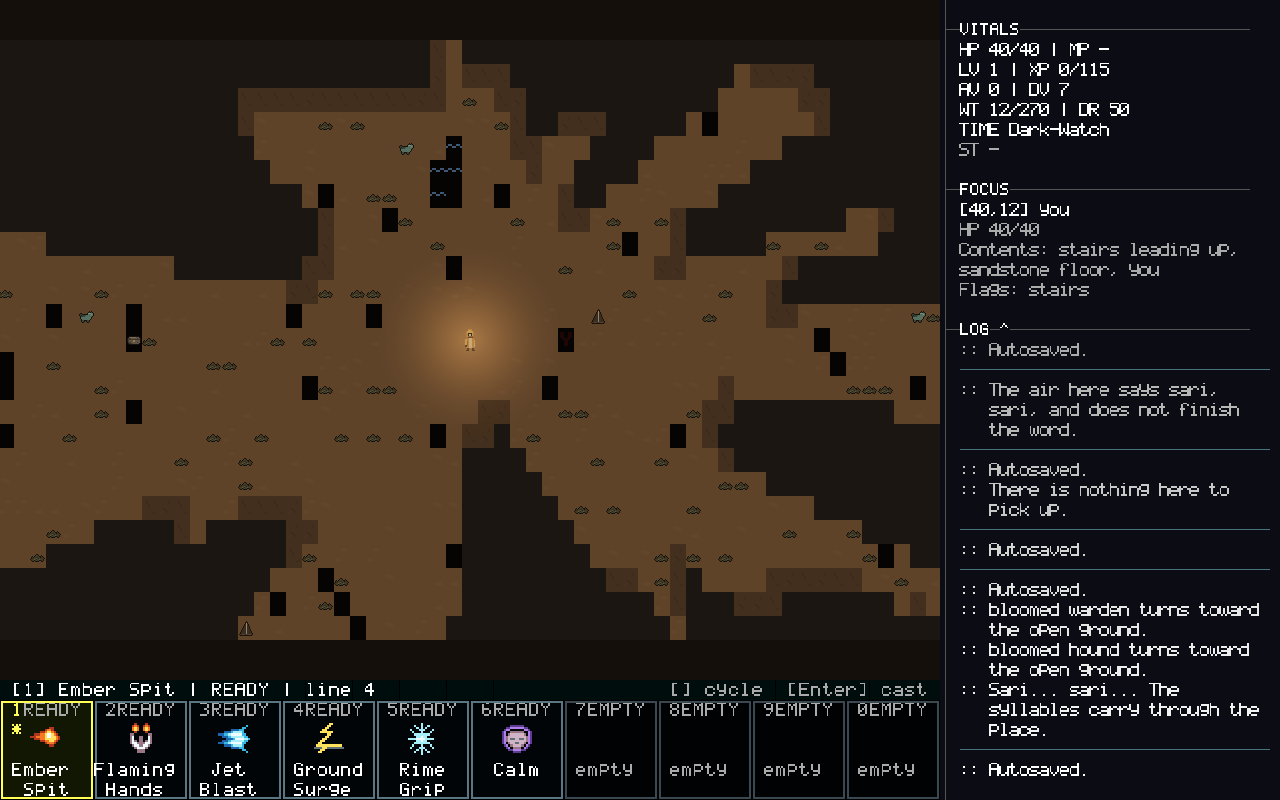 VITALS
HP 40/40 | MP -
LV 1 | XP 0/115
AV 0 | DV 7
WT 12/270 | DR 50
TIME Dark-Watch
ST -
FOCUS
[40,12] You
HP 40/40
Contents: stairs leading up,
sandstone floor, You
Flags: stairs
LOG ^
:: Autosaved.
:: The air here says sari,
sari, and does not finish
the word.
:: Autosaved.
:: There is nothing here to
pick up.
:: Autosaved.
:: Autosaved.
:: bloomed warden turns toward
the open ground.
:: bloomed hound turns toward
the open ground.
:: Sari... sari... The
syllables carry through the
place.
:: Autosaved.
[1] Ember Spit | READY | line 4
[] cycle [Enter] cast
1READY 2READY 3READY 4READY 5READY 6READY 7EMPTY 8EMPTY 9EMPTY 0EMPTY
*
Ember Flaming Jet Ground Rime Calm empty empty empty empty
Spit Hands Blast Surge Grip